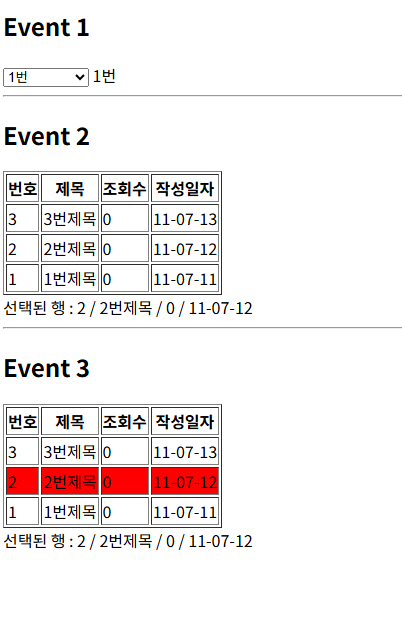 Event 1
1번 1번
Event 2
번호 제목 조회수 작성일자
3 3번제목 0 11-07-13
2 2번제목 0 11-07-12
1 1번제목 0 11-07-11
선택된 행 : 2 / 2번제목 / 0 / 11-07-12
Event 3
번호 제목 조회수 작성일자
3 3번제목 0 11-07-13
2 2번제목 0 11-07-12
1 1번제목 0 11-07-11
선택된 행 : 2 / 2번제목 / 0 / 11-07-12